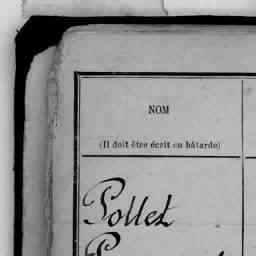 NOM
(Il doit être écrit en bâtarde)
Pollet